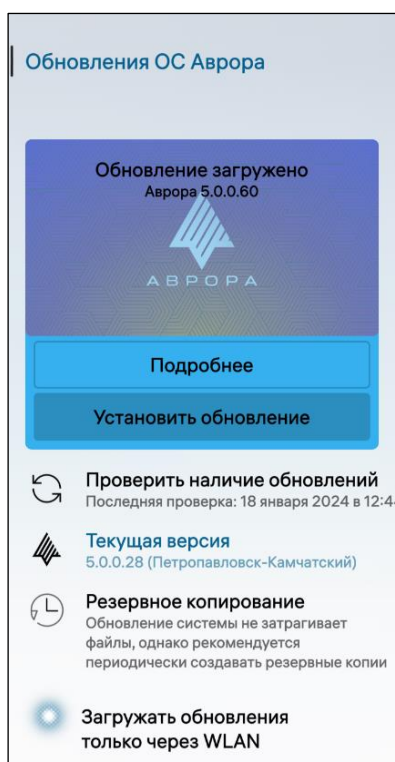 Обновления ОС Аврора
Обновление загружено
Аврора 5.0.0.60
АВРОРА
Подробнее
Установить обновление
Проверить наличие обновлений
Последняя проверка: 18 января 2024 в 12:4
Текущая версия
5.0.0.28 (Петропавловск-Камчатский)
Резервное копирование
Обновление системы не затрагивает
файлы, однако рекомендуется
периодически создавать резервные копии
Загружать обновления
только через WLAN